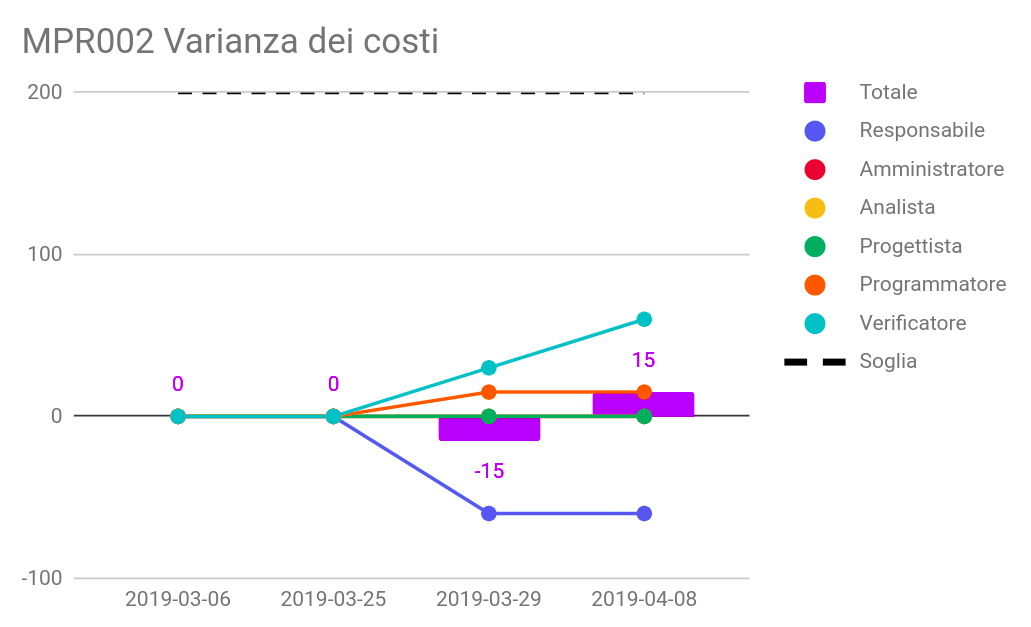 MPR002 Varianza dei costi
200
100
0
-100
0
0
-15
15
2019-03-06
2019-03-25
2019-03-29
2019-04-08
Totale
Responsabile
Amministratore
Analista
Progettista
Programmatore
Verificatore
Soglia